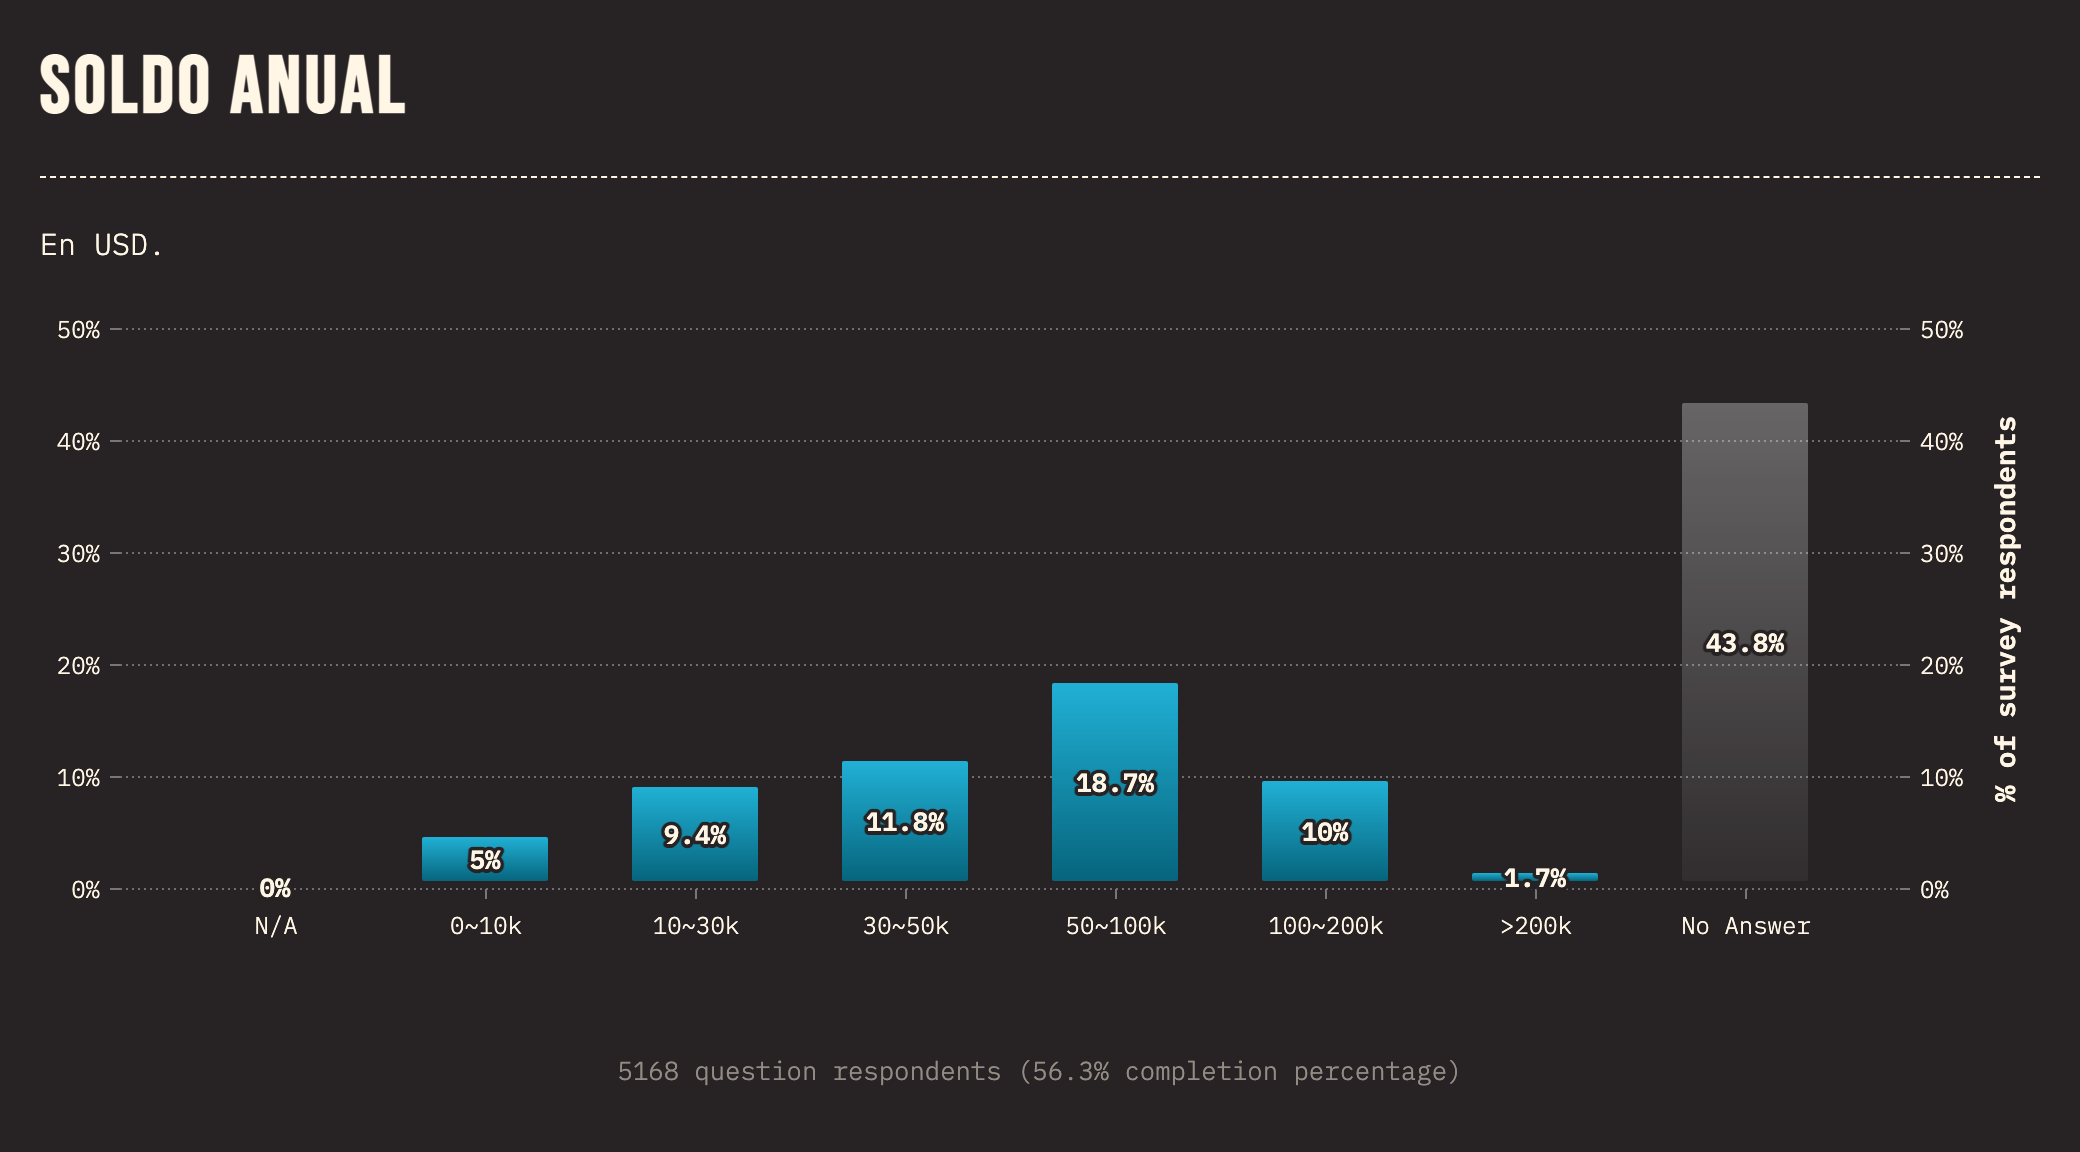 SOLDO ANUAL
En USD.
50% 50%
40% 40%
30% 30%
20% 20%
10% 10%
0% 0%
0% 5% 9.4% 11.8% 18.7% 10% 1.7% 43.8%
N/A 0~10k 10~30k 30~50k 50~100k 100~200k >200k No Answer
% of survey respondents
5168 question respondents (56.3% completion percentage)